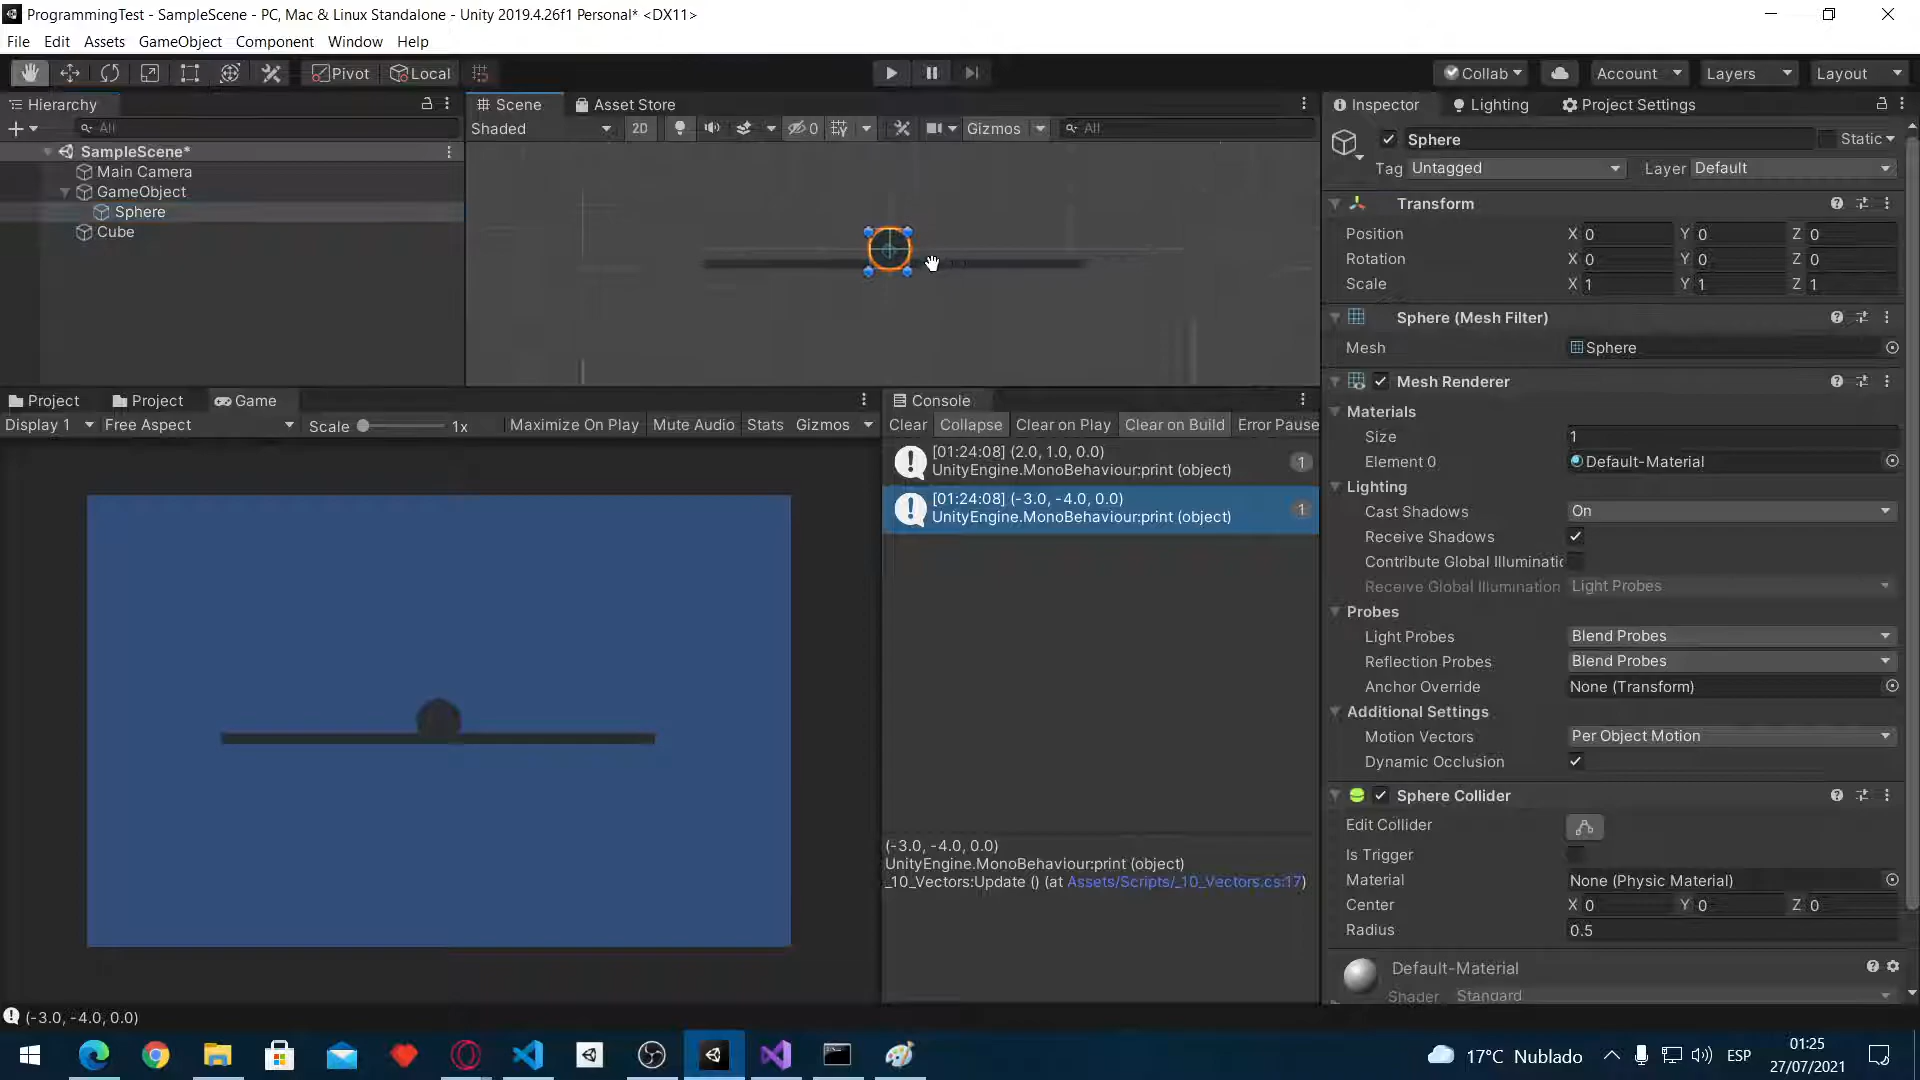 ProgrammingTest - SampleScene - PC, Mac & Linux Standalone - Unity 2019.4.26f1 Personal* <DX11>
File Edit Assets GameObject Component Window Help
Pivot Local Collab Account Layers Layout
Hierarchy
All
SampleScene*
Main Camera
GameObject
Sphere
Cube
Scene Asset Store
Shaded 2D 0 Gizmos All
Inspector Lighting Project Settings
Sphere Static
Tag Untagged Layer Default
Transform
Position X 0 Y 0 Z 0
Rotation X 0 Y 0 Z 0
Scale X 1 Y 1 Z 1
Sphere (Mesh Filter)
Mesh Sphere
Mesh Renderer
Materials
Size 1
Element 0 Default-Material
Lighting
Cast Shadows On
Receive Shadows
Contribute Global Illuminatic
Receive Global Illumination Light Probes
Probes
Light Probes Blend Probes
Reflection Probes Blend Probes
Anchor Override None (Transform)
Additional Settings
Motion Vectors Per Object Motion
Dynamic Occlusion
Sphere Collider
Edit Collider
Is Trigger
Material None (Physic Material)
Center X 0 Y 0 Z 0
Radius 0.5
Default-Material
Shader Standard
Project Project Game
Display 1 Free Aspect Scale 1x Maximize On Play Mute Audio Stats Gizmos
Console
Clear Collapse Clear on Play Clear on Build Error Pause
[01:24:08] (2.0, 1.0, 0.0)
UnityEngine.MonoBehaviour:print (object)
1
[01:24:08] (-3.0, -4.0, 0.0)
UnityEngine.MonoBehaviour:print (object)
1
(-3.0, -4.0, 0.0)
UnityEngine.MonoBehaviour:print (object)
_10_Vectors:Update () (at Assets/Scripts/_10_Vectors.cs:17)
(-3.0, -4.0, 0.0)
17°C Nublado ESP 01:25
27/07/2021